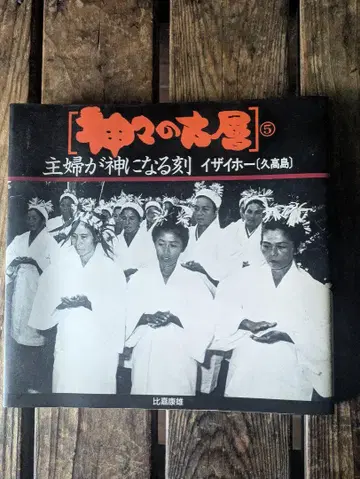 [神々の古層]⑤
主婦が神になる刻 イザイホー〔久高島〕
比嘉康雄